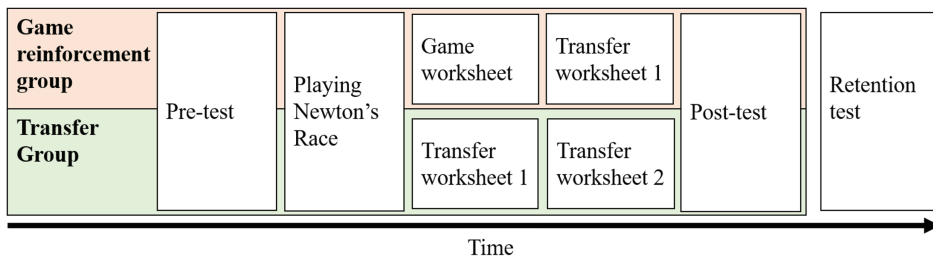 Game
reinforcement
group
Transfer
Group
Pre-test
Playing
Newton's
Race
Game
worksheet
Transfer
worksheet 1
Transfer
worksheet 1
Transfer
worksheet 2
Post-test
Retention
test
Time